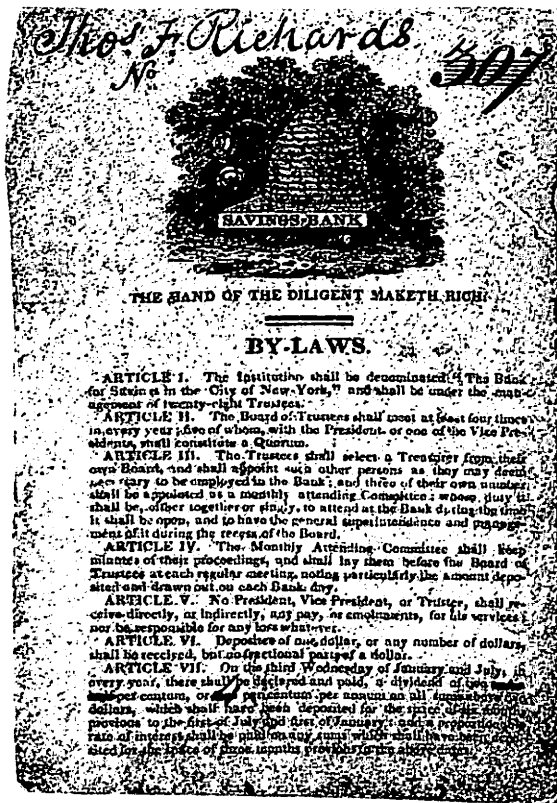 Thos. F. Richards
No. 307
SAVINGS-BANK
THE HAND OF THE DILIGENT MAKETH RICH.
BY-LAWS.
ARTICLE I. The Institution shall be denominated, "The Bank
for Savings in the City of New-York," and shall be under the man-
agement of twenty-eight Trustees.
ARTICLE II. The Board of Trustees shall meet at least four times
in every year; five of whom, with the President or one of the Vice Pre-
sidents, shall constitute a Quorum.
ARTICLE III. The Trustees shall select a Treasurer from their
own Board, and shall appoint such other persons as they may deem
necessary to be employed in the Bank; and three of their own number
shall be appointed as a monthly attending Committee; whose duty it
shall be, either together or singly, to attend at the Bank during the time
it shall be open, and to have the general superintendence and manage-
ment of it during the recess of the Board.
ARTICLE IV. The Monthly Attending Committee shall keep
minutes of their proceedings, and shall lay them before the Board of
Trustees at each regular meeting, noting particularly the amount depo-
sited and drawn out on each Bank day.
ARTICLE V. No President, Vice President, or Trustee, shall re-
ceive directly, or indirectly, any pay, or emoluments, for his services;
nor be responsible for any loss whatever.
ARTICLE VI. Deposites of one dollar, or any number of dollars,
shall be received, but no fractional parts of a dollar.
ARTICLE VII. On the third Wednesday of January and July, in
every year, there shall be declared and paid, a dividend of two
per centum, or per centum per annum on all sums above
dollars, which shall have been deposited for the space of six months
previous to the first of July and first of January; and a proportionable
rate of interest shall be paid on any sums which shall have been depo-
sited for the space of three months previous to the above dates.